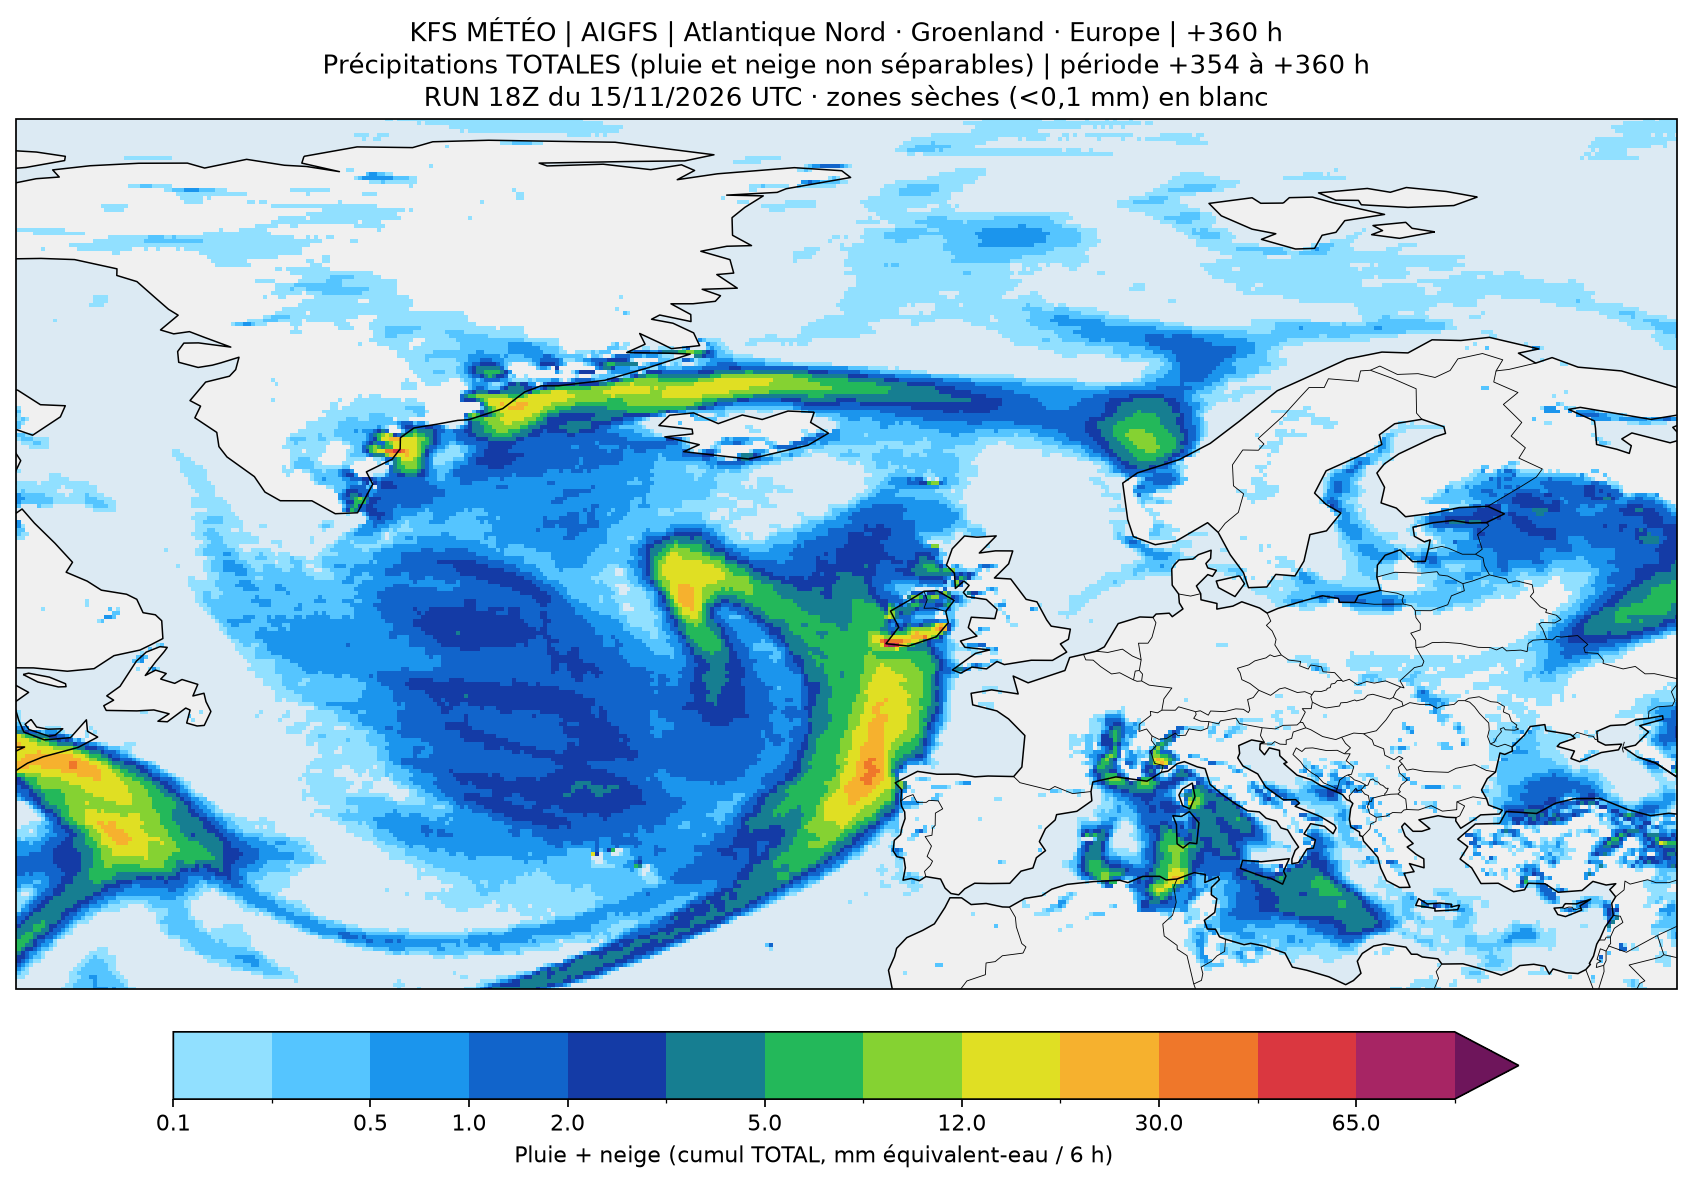 KFS MÉTÉO | AIGFS | Atlantique Nord · Groenland · Europe | +360 h
Précipitations TOTALES (pluie et neige non séparables) | période +354 à +360 h
RUN 18Z du 15/11/2026 UTC · zones sèches (<0,1 mm) en blanc
0.1 0.5 1.0 2.0 5.0 12.0 30.0 65.0
Pluie + neige (cumul TOTAL, mm équivalent-eau / 6 h)